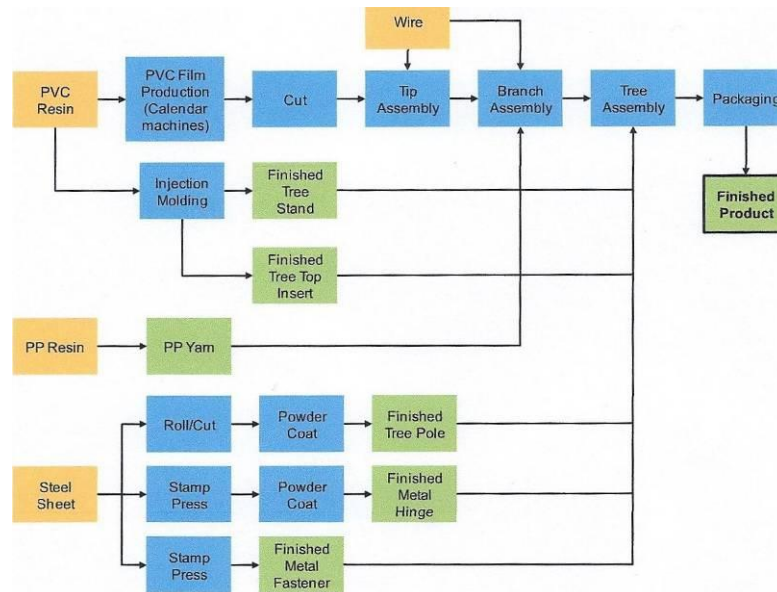 Wire
PVC
Resin
PVC Film
Production
(Calendar
machines)
Cut
Tip
Assembly
Branch
Assembly
Tree
Assembly
Packaging
Injection
Molding
Finished
Tree
Stand
Finished
Product
Finished
Tree Top
Insert
PP Resin
PP Yarn
Roll/Cut
Powder
Coat
Finished
Tree Pole
Steel
Sheet
Stamp
Press
Powder
Coat
Finished
Metal
Hinge
Stamp
Press
Finished
Metal
Fastener